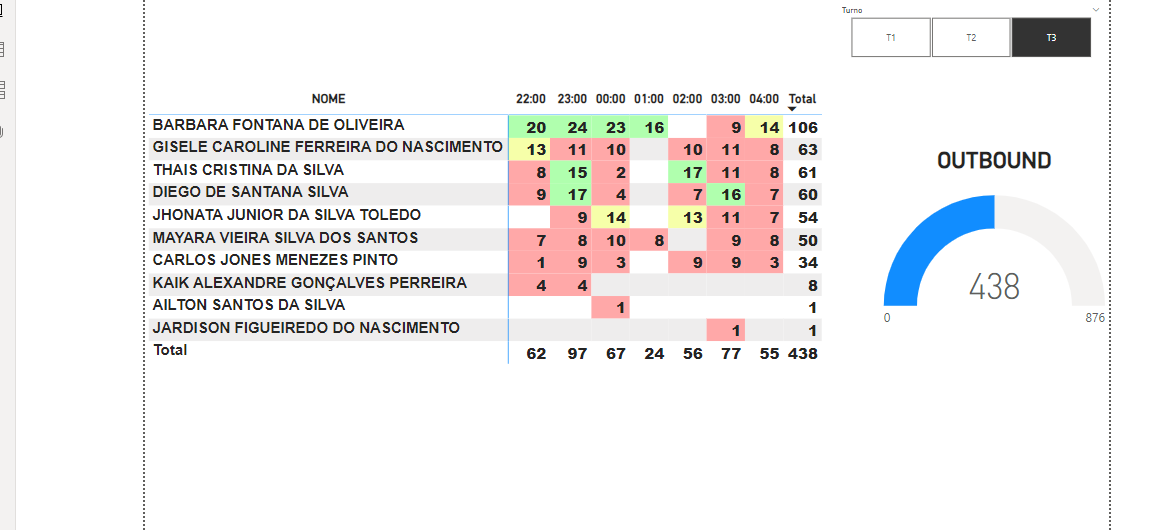 Turno
T1 T2 T3
NOME 22:00 23:00 00:00 01:00 02:00 03:00 04:00 Total
BARBARA FONTANA DE OLIVEIRA 20 24 23 16 9 14 106
GISELE CAROLINE FERREIRA DO NASCIMENTO 13 11 10 10 11 8 63
THAIS CRISTINA DA SILVA 8 15 2 17 11 8 61
DIEGO DE SANTANA SILVA 9 17 4 7 16 7 60
JHONATA JUNIOR DA SILVA TOLEDO 9 14 13 11 7 54
MAYARA VIEIRA SILVA DOS SANTOS 7 8 10 8 9 8 50
CARLOS JONES MENEZES PINTO 1 9 3 9 9 3 34
KAIK ALEXANDRE GONÇALVES PERREIRA 4 4 8
AILTON SANTOS DA SILVA 1 1
JARDISON FIGUEIREDO DO NASCIMENTO 1 1
Total 62 97 67 24 56 77 55 438
OUTBOUND
438
0 876